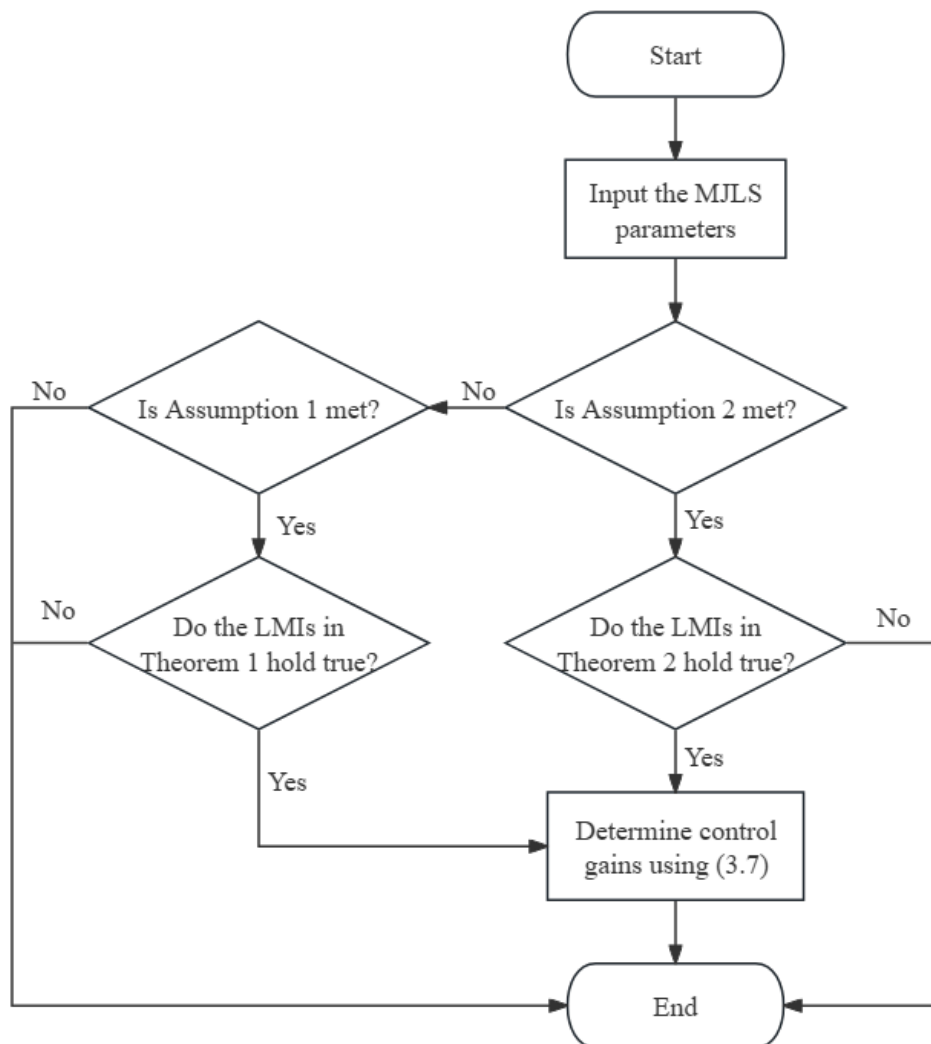 Start
Input the MJLS
parameters
No
Is Assumption 1 met?
No
Is Assumption 2 met?
Yes
Yes
No
Do the LMIs in
Theorem 1 hold true?
Do the LMIs in
Theorem 2 hold true?
No
Yes
Yes
Determine control
gains using (3.7)
End